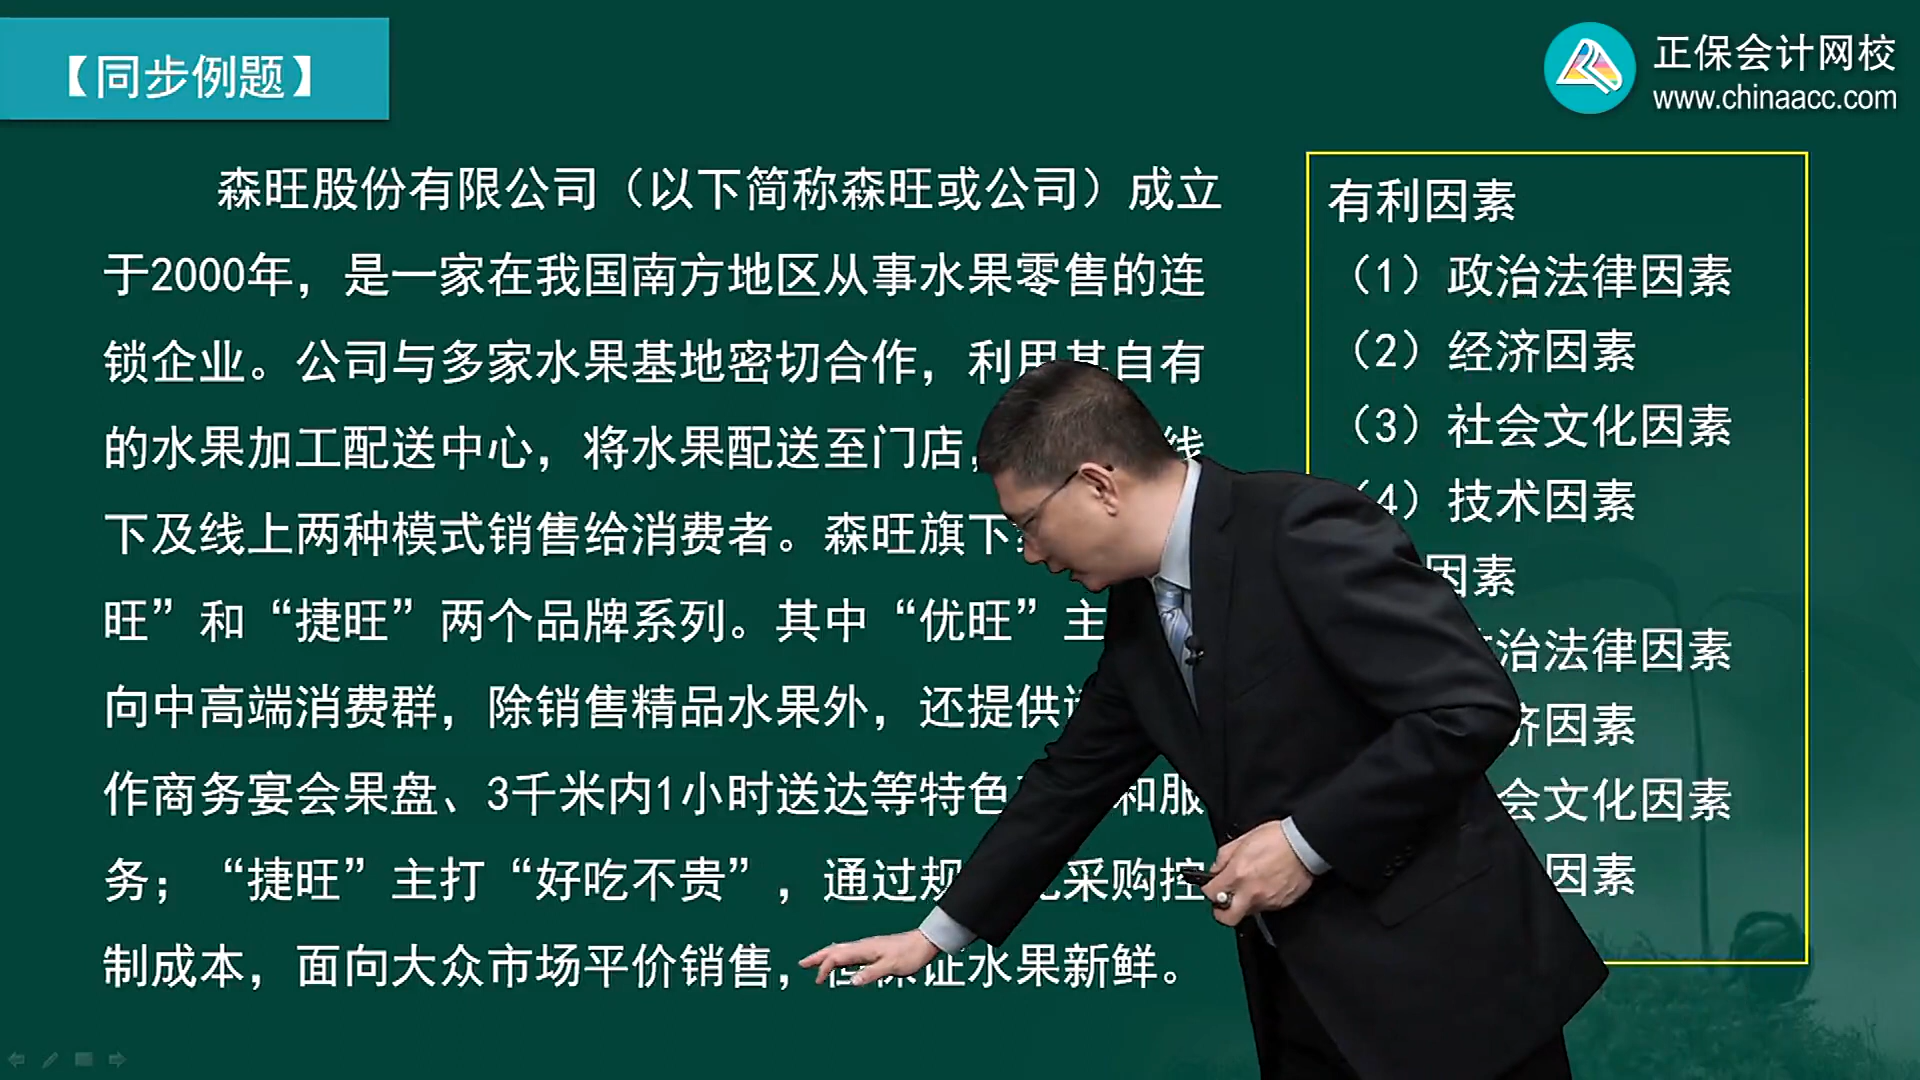 【同步例题】
正保会计网校
www.chinaacc.com
森旺股份有限公司（以下简称森旺或公司）成立
于2000年，是一家在我国南方地区从事水果零售的连
锁企业。公司与多家水果基地密切合作，利用其自有
的水果加工配送中心，将水果配送至门店，线
下及线上两种模式销售给消费者。森旺旗下
旺”和“捷旺”两个品牌系列。其中“优旺”主
向中高端消费群，除销售精品水果外，还提供
作商务宴会果盘、3千米内1小时送达等特色和服
务；“捷旺”主打“好吃不贵”，通过规采购控
制成本，面向大众市场平价销售，保证水果新鲜。
有利因素
（1）政治法律因素
（2）经济因素
（3）社会文化因素
（4）技术因素
因素
治法律因素
济因素
会文化因素
因素